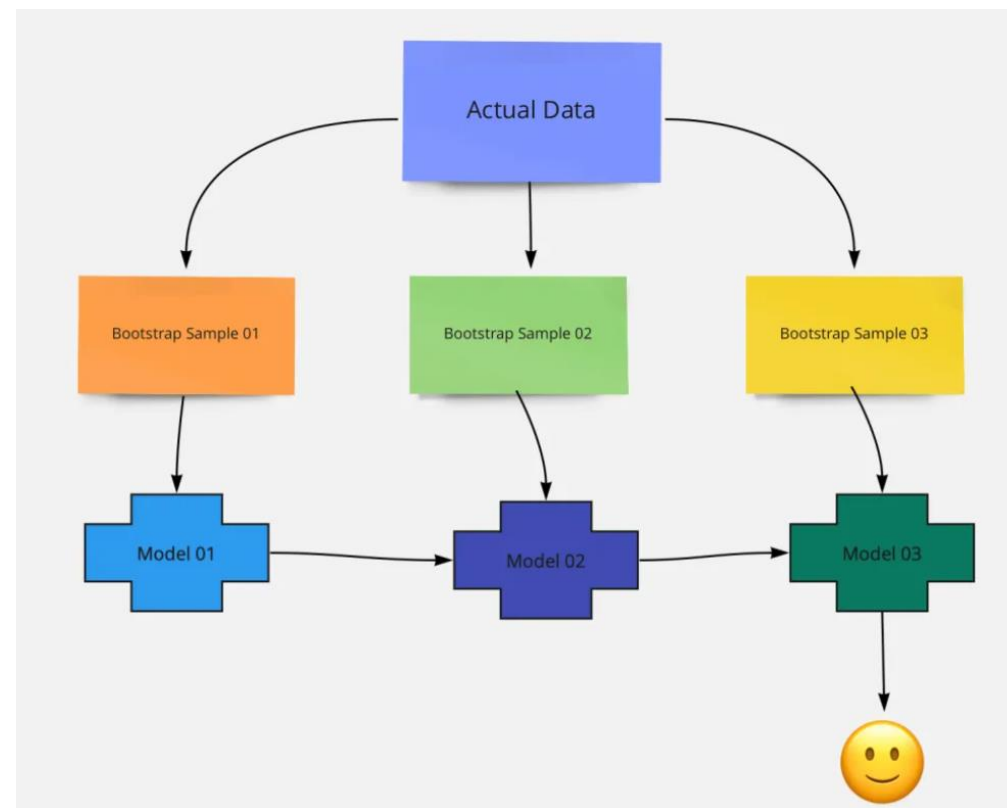 Actual Data
Bootstrap Sample 01
Bootstrap Sample 02
Bootstrap Sample 03
Model 01
Model 02
Model 03